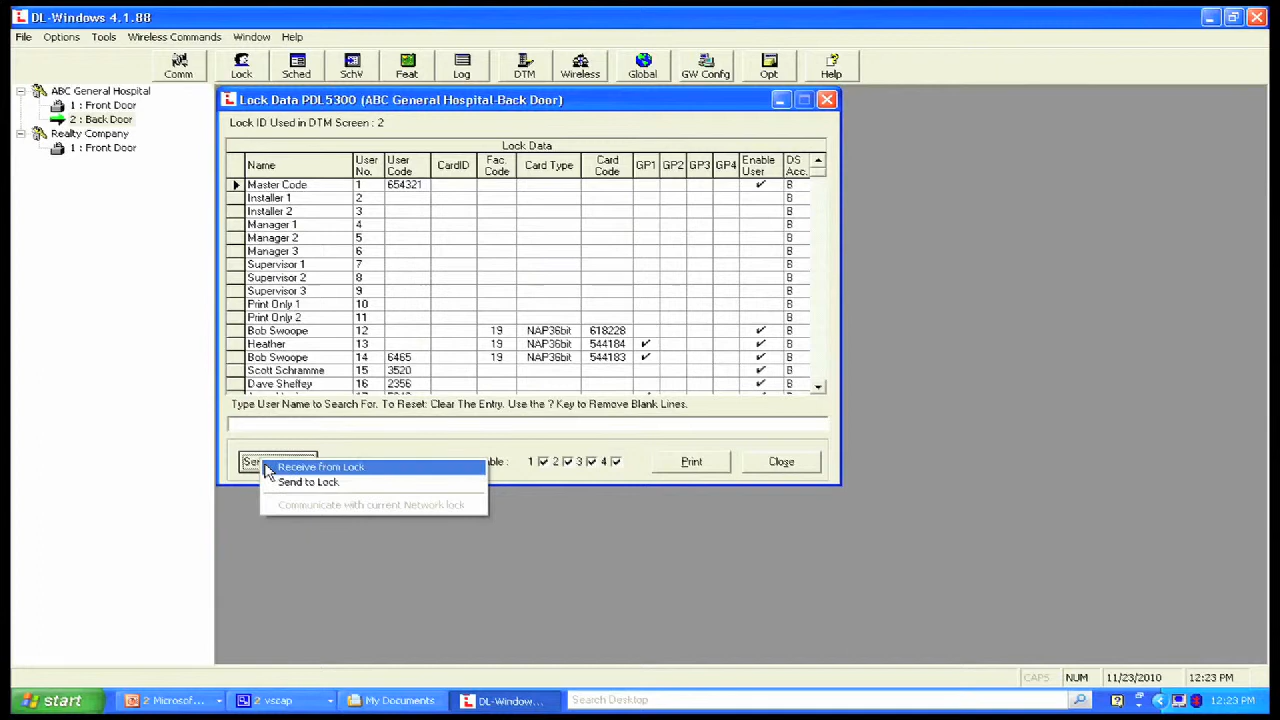 DL-Windows 4.1.88
File Options Tools Wireless Commands Window Help
Comm Lock Sched SchV Feat Log DTM Wireless Global GW Confg Opt Help
ABC General Hospital
1 : Front Door
2 : Back Door
Realty Company
1 : Front Door
Lock Data PDL5300 (ABC General Hospital-Back Door)
Lock ID Used in DTM Screen : 2
Lock Data
Name User No. User Code CardID Fac. Code Card Type Card Code GP1 GP2 GP3 GP4 Enable User DS Acc.
Master Code 1 654321 ✓ B
Installer 1 2 B
Installer 2 3 B
Manager 1 4 B
Manager 2 5 B
Manager 3 6 B
Supervisor 1 7 B
Supervisor 2 8 B
Supervisor 3 9 B
Print Only 1 10 B
Print Only 2 11 B
Bob Swoope 12 19 NAP36bit 618228 ✓ B
Heather 13 19 NAP36bit 544184 ✓ ✓ B
Bob Swoope 14 6465 19 NAP36bit 544183 ✓ ✓ B
Scott Schramme 15 3520 ✓ B
Dave Sheffey 16 2356 ✓ B
Type User Name to Search For. To Reset: Clear The Entry. Use the ? Key to Remove Blank Lines.
1 2 3 4 Print Close
Receive from Lock
Send to Lock
Communicate with current Network lock
CAPS NUM 11/23/2010 12:23 PM
start 2 Microsof... 2 vscap My Documents DL-Window... Search Desktop 12:23 PM